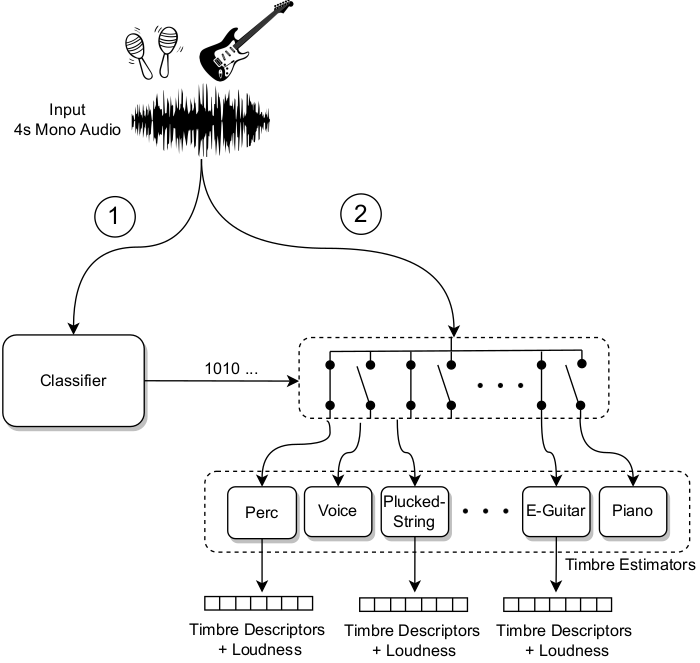 Input
4s Mono Audio
1
2
Classifier
1010 ...
Perc
Voice
Plucked-
String
E-Guitar
Piano
Timbre Estimators
Timbre Descriptors
+ Loudness
Timbre Descriptors
+ Loudness
Timbre Descriptors
+ Loudness